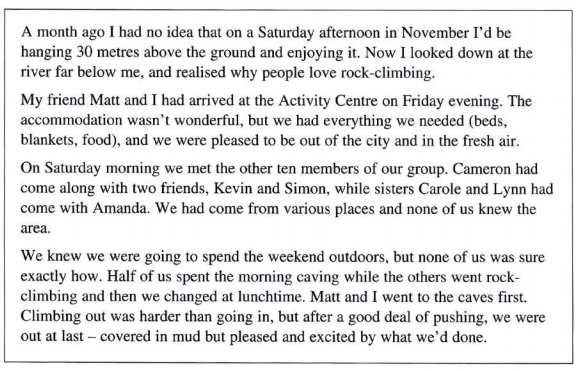 A month ago I had no idea that on a Saturday afternoon in November I'd be
hanging 30 metres above the ground and enjoying it. Now I looked down at the
river far below me, and realised why people love rock-climbing.
My friend Matt and I had arrived at the Activity Centre on Friday evening. The
accommodation wasn't wonderful, but we had everything we needed (beds,
blankets, food), and we were pleased to be out of the city and in the fresh air.
On Saturday morning we met the other ten members of our group. Cameron had
come along with two friends, Kevin and Simon, while sisters Carole and Lynn had
come with Amanda. We had come from various places and none of us knew the
area.
We knew we were going to spend the weekend outdoors, but none of us was sure
exactly how. Half of us spent the morning caving while the others went rock-
climbing and then we changed at lunchtime. Matt and I went to the caves first.
Climbing out was harder than going in, but after a good deal of pushing, we were
out at last – covered in mud but pleased and excited by what we'd done.